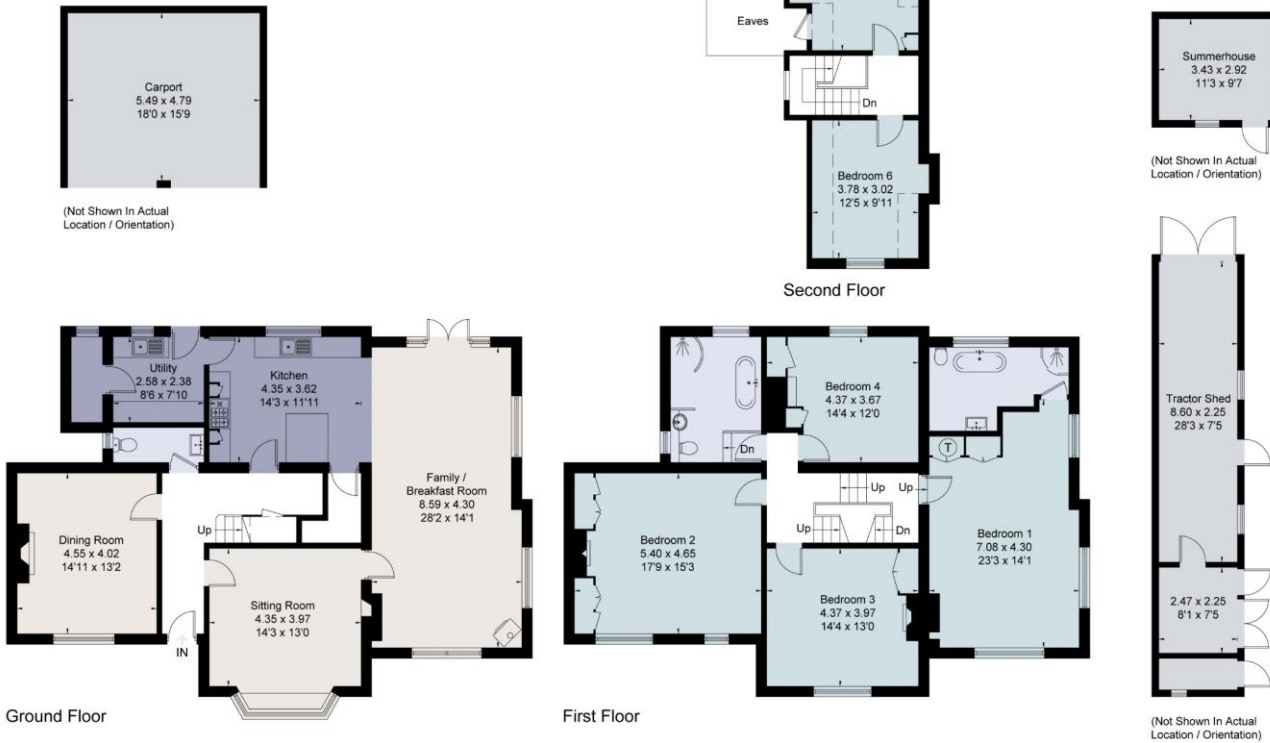 Carport
5.49 x 4.79
18'0 x 15'9
(Not Shown In Actual
Location / Orientation)
Eaves
Dn
Bedroom 6
3.78 x 3.02
12'5 x 9'11
Second Floor
Summerhouse
3.43 x 2.92
11'3 x 9'7
(Not Shown In Actual
Location / Orientation)
Utility
2.58 x 2.38
8'6 x 7'10
Kitchen
4.35 x 3.62
14'3 x 11'11
Family /
Breakfast Room
8.59 x 4.30
28'2 x 14'1
Dining Room
4.55 x 4.02
14'11 x 13'2
Up
Sitting Room
4.35 x 3.97
14'3 x 13'0
IN
Ground Floor
Bedroom 4
4.37 x 3.67
14'4 x 12'0
Dn
T
Up
Up
Up
Dn
Bedroom 2
5.40 x 4.65
17'9 x 15'3
Bedroom 1
7.08 x 4.30
23'3 x 14'1
Bedroom 3
4.37 x 3.97
14'4 x 13'0
First Floor
Tractor Shed
8.60 x 2.25
28'3 x 7'5
2.47 x 2.25
8'1 x 7'5
(Not Shown In Actual
Location / Orientation)